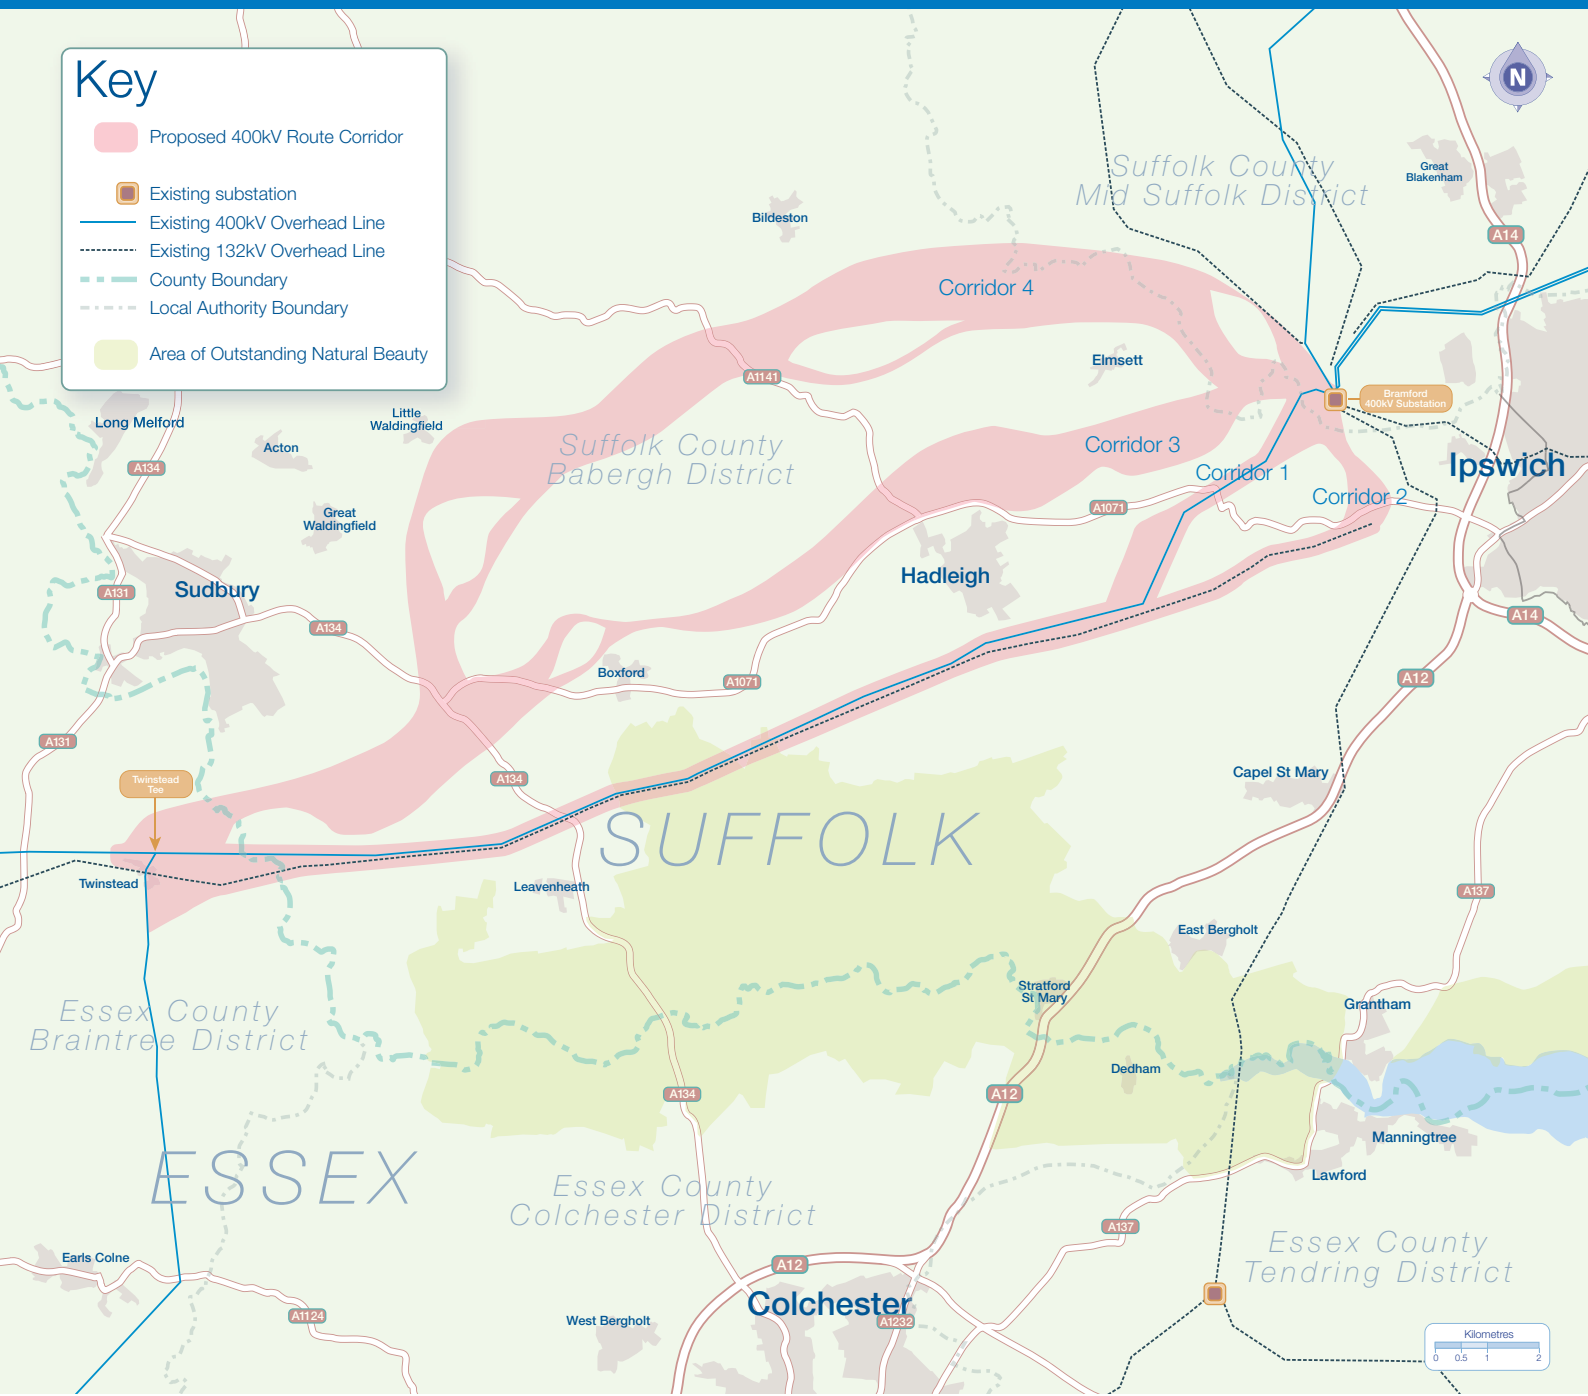 Key
Proposed 400kV Route Corridor
Existing substation
Existing 400kV Overhead Line
Existing 132kV Overhead Line
County Boundary
Local Authority Boundary
Area of Outstanding Natural Beauty
N
Suffolk County
Mid Suffolk District
Great
Blakenham
A14
Bildeston
Corridor 4
Elmsett
A1141
Bramford
400kV Substation
Long Melford
Little
Waldingfield
Acton
A134
Suffolk County
Babergh District
Corridor 3
Corridor 1
Ipswich
Corridor 2
Great
Waldingfield
A1071
Hadleigh
Sudbury
A131
A134
A14
Boxford
A1071
A12
A131
Twinstead
Tee
A134
Capel St Mary
SUFFOLK
Twinstead
Leavenheath
A137
East Bergholt
Stratford
St Mary
Grantham
Essex County
Braintree District
Dedham
A134
A12
Manningtree
Lawford
ESSEX
Essex County
Colchester District
A137
Essex County
Tendring District
Earls Colne
A12
Colchester
A1232
A1124
West Bergholt
Kilometres
0 0.5 1 2